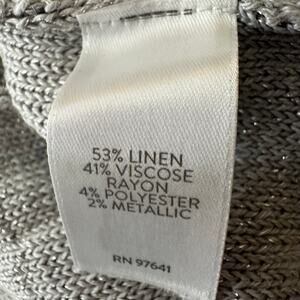 53% LINEN
41% VISCOSE
RAYON
4% POLYESTER
2% METALLIC
RN 97641